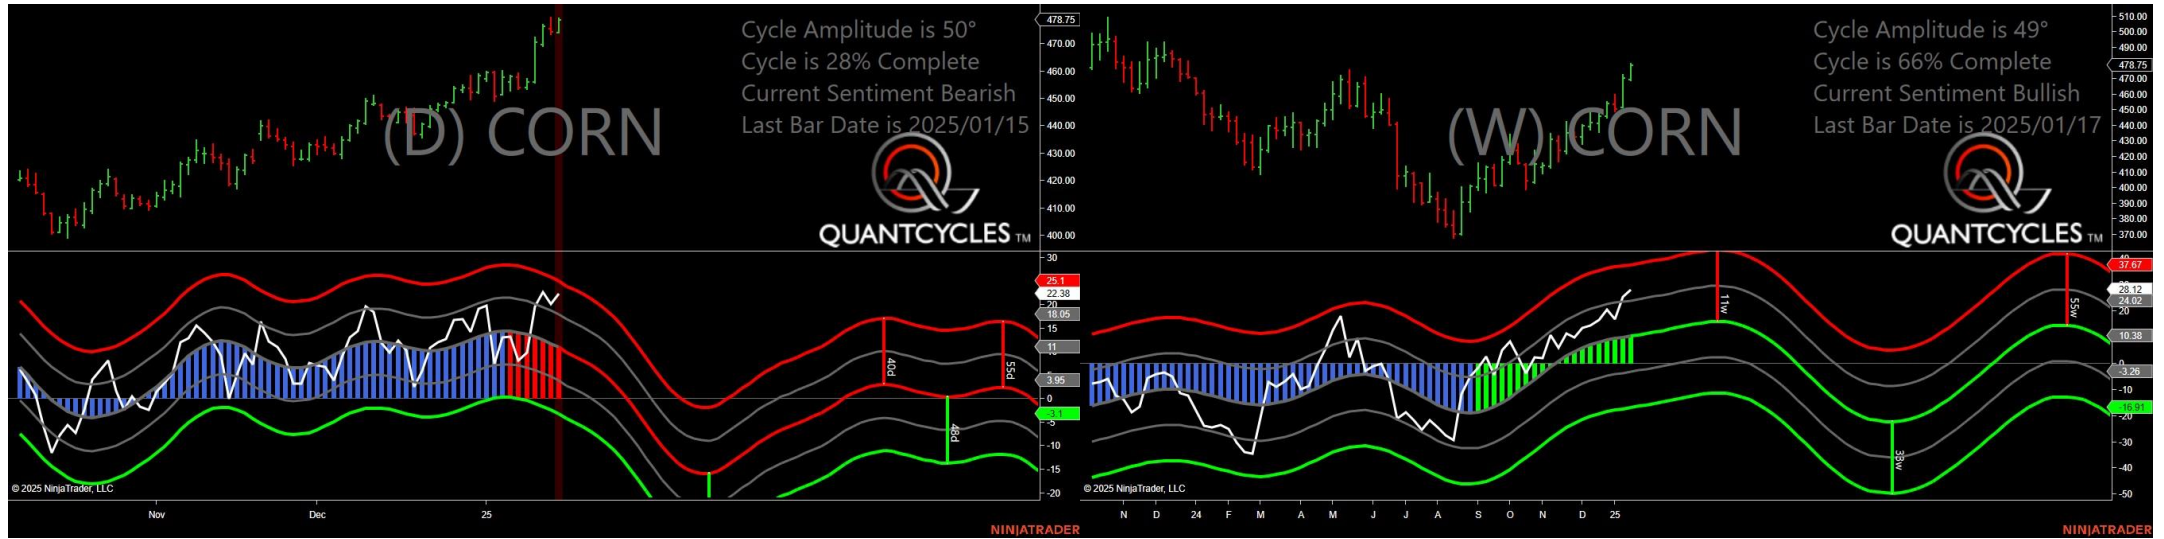 Cycle Amplitude is 50°
Cycle is 28% Complete
Current Sentiment Bearish
Last Bar Date is 2025/01/15
(D) CORN
QUANTCYCLES TM
478.75
470.00
460.00
450.00
440.00
430.00
420.00
410.00
400.00
30
25.1
22.38
20
18.05
15
11
3.95
0
-3.1
-5
-10
-15
-20
40d
55d
48d
© 2025 NinjaTrader, LLC
Nov
Dec
25
NINJATRADER
Cycle Amplitude is 49°
Cycle is 66% Complete
Current Sentiment Bullish
Last Bar Date is 2025/01/17
(W) CORN
QUANTCYCLES TM
510.00
500.00
490.00
478.75
470.00
460.00
450.00
440.00
430.00
420.00
410.00
400.00
390.00
380.00
370.00
37.67
28.12
24.02
20
10.38
0
-3.26
-10
-16.91
-20
-30
-40
-50
11w
55w
33w
© 2025 NinjaTrader, LLC
N D 24 F M A M J J A S O N D 25
NINJATRADER